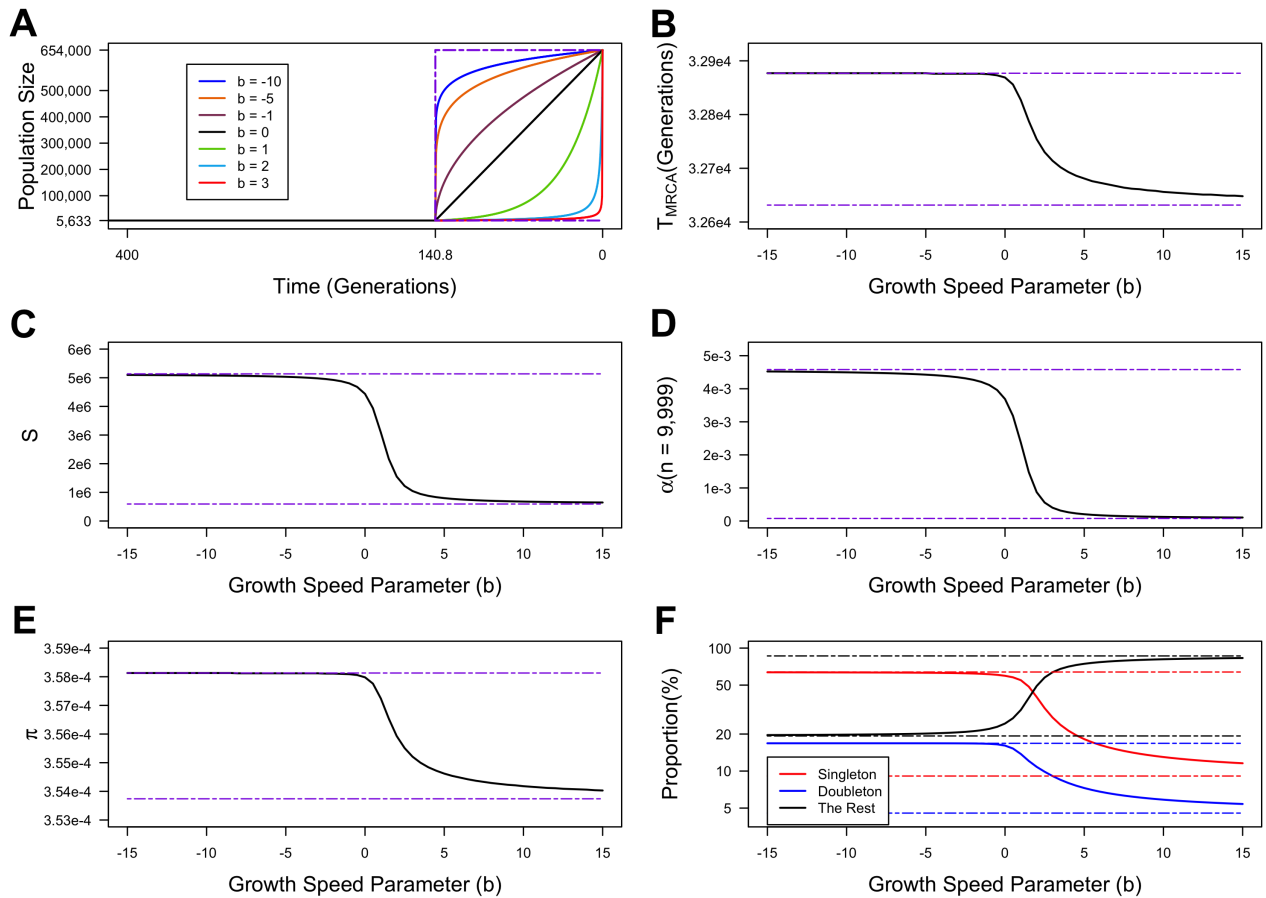 A
Population Size
654,000
500,000
400,000
300,000
200,000
100,000
5,633
b = -10
b = -5
b = -1
b = 0
b = 1
b = 2
b = 3
400 140.8 0
Time (Generations)
B
TMRCA(Generations)
3.29e4
3.28e4
3.27e4
3.26e4
-15 -10 -5 0 5 10 15
Growth Speed Parameter (b)
C
S
6e6
5e6
4e6
3e6
2e6
1e6
0
-15 -10 -5 0 5 10 15
Growth Speed Parameter (b)
D
α(n = 9,999)
5e-3
4e-3
3e-3
2e-3
1e-3
0
-15 -10 -5 0 5 10 15
Growth Speed Parameter (b)
E
π
3.59e-4
3.58e-4
3.57e-4
3.56e-4
3.55e-4
3.54e-4
3.53e-4
-15 -10 -5 0 5 10 15
Growth Speed Parameter (b)
F
Proportion(%)
100
50
20
10
5
Singleton
Doubleton
The Rest
-15 -10 -5 0 5 10 15
Growth Speed Parameter (b)